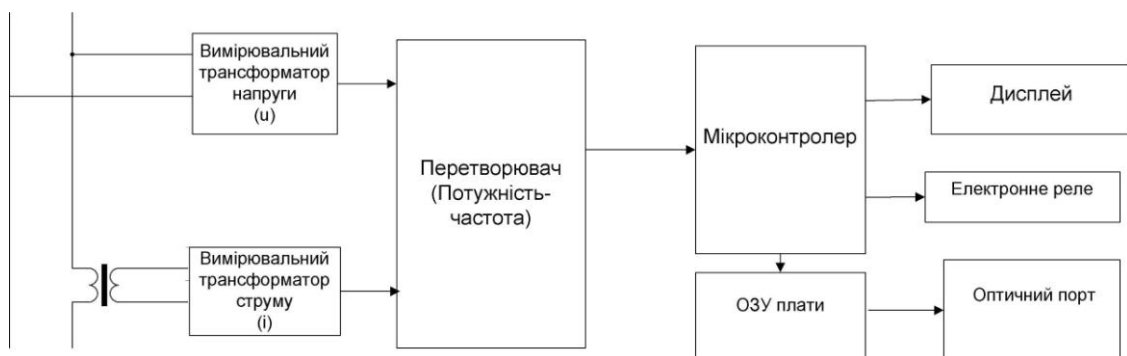 Вимірювальний
трансформатор
напруги
(u)
Перетворювач
(Потужність-
частота)
Мікроконтролер
Дисплей
Електронне реле
Вимірювальний
трансформатор
струму
(i)
ОЗУ плати
Оптичний порт